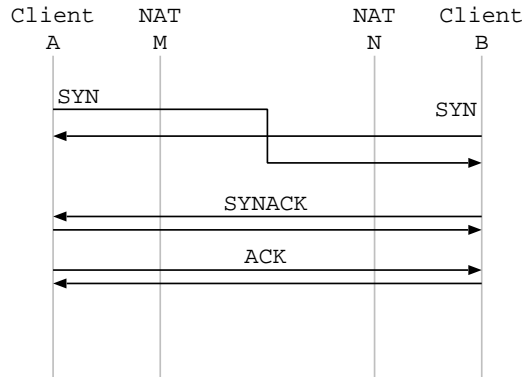 Client NAT NAT Client
A M N B
SYN
SYN
SYNACK
ACK